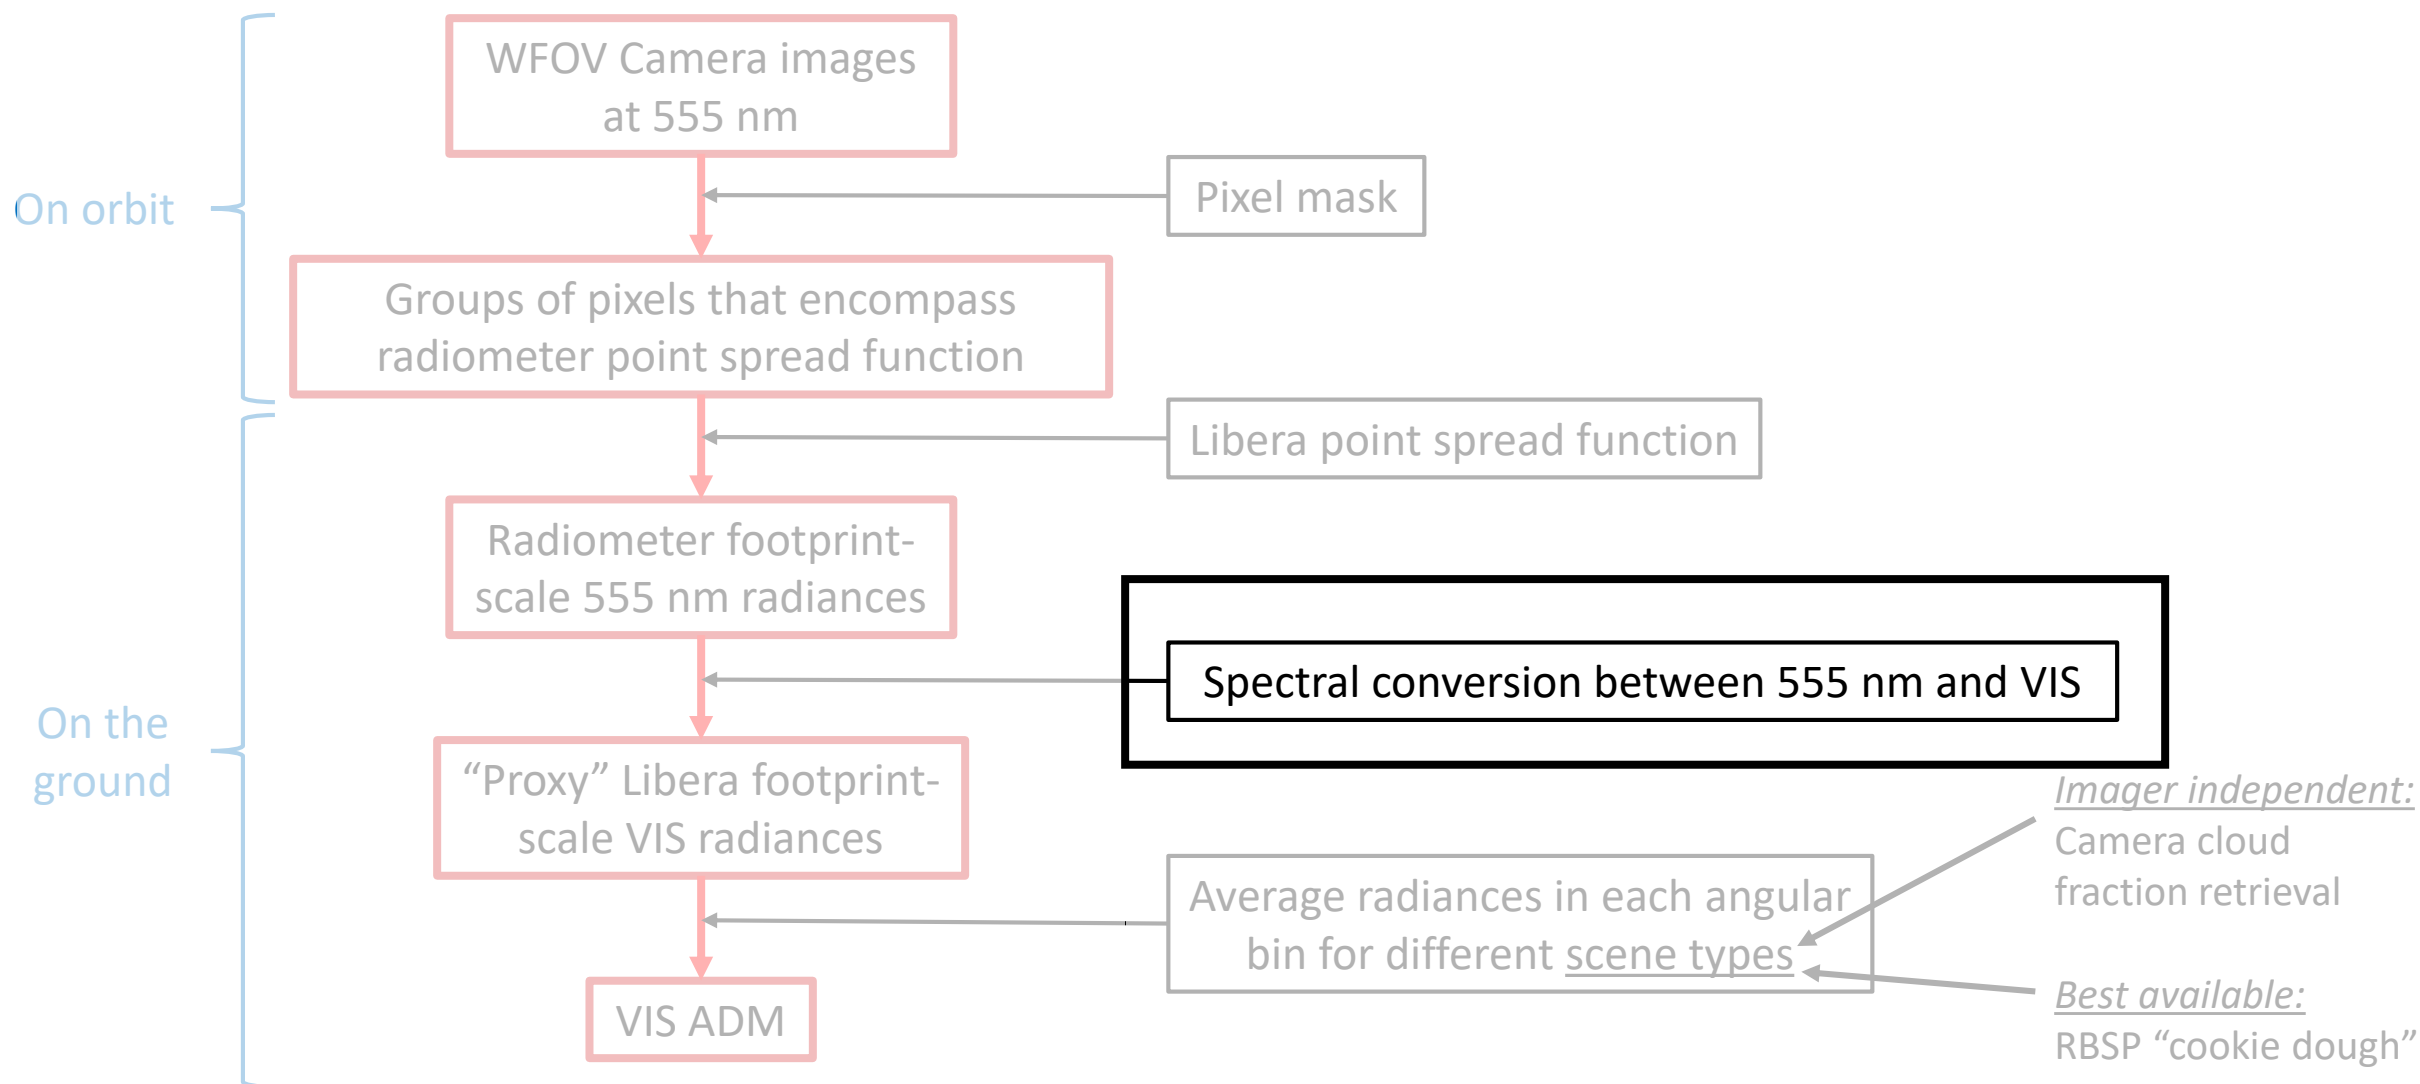 WFOV Camera images
at 555 nm
Pixel mask
On orbit
Groups of pixels that encompass
radiometer point spread function
Libera point spread function
Radiometer footprint-
scale 555 nm radiances
Spectral conversion between 555 nm and VIS
On the
ground
“Proxy” Libera footprint-
scale VIS radiances
Imager independent:
Camera cloud
fraction retrieval
Average radiances in each angular
bin for different scene types
VIS ADM
Best available:
RBSP “cookie dough”